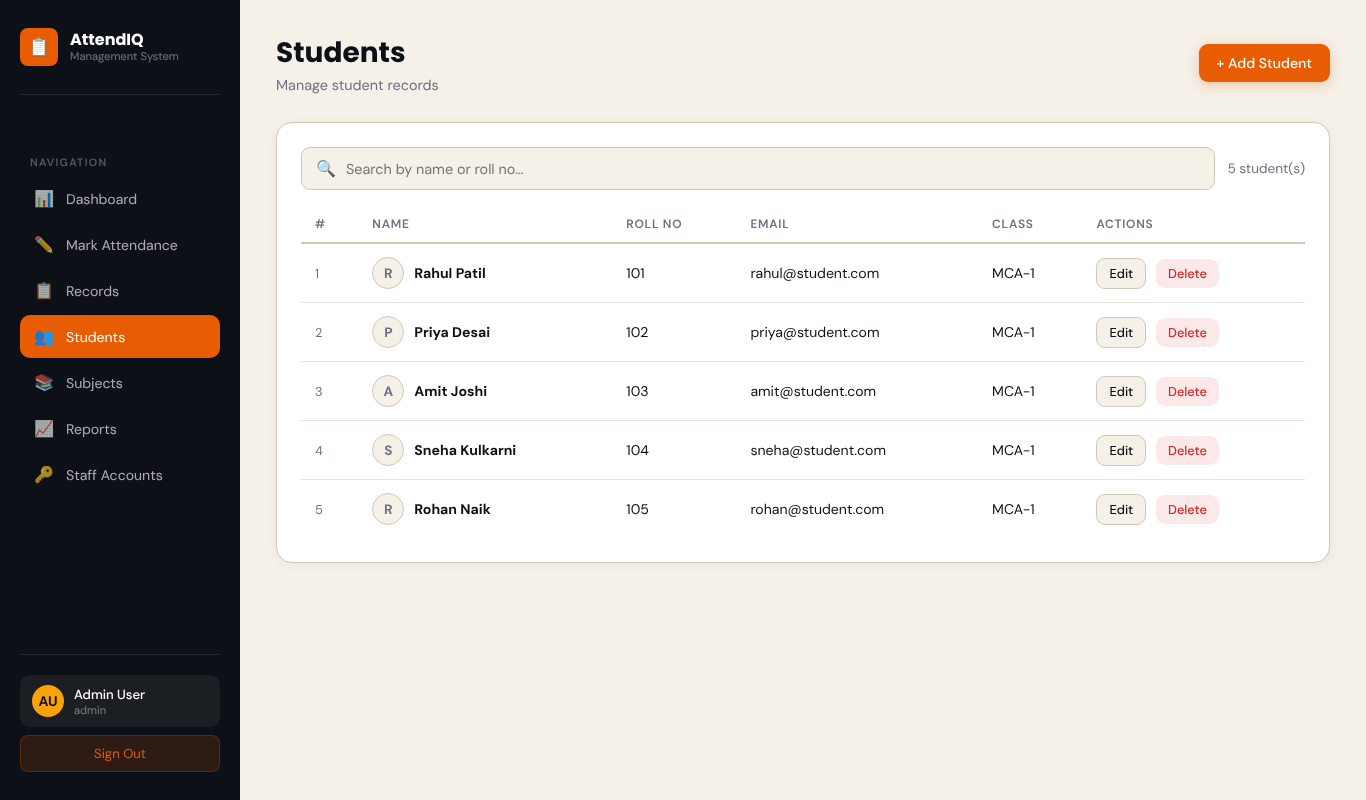 AttendIQ
Management System
NAVIGATION
Dashboard
Mark Attendance
Records
Students
Subjects
Reports
Staff Accounts
AU
Admin User
admin
Sign Out
Students
Manage student records
+ Add Student
Search by name or roll no...
5 student(s)
# NAME ROLL NO EMAIL CLASS ACTIONS
1 R Rahul Patil 101 rahul@student.com MCA-1 Edit Delete
2 P Priya Desai 102 priya@student.com MCA-1 Edit Delete
3 A Amit Joshi 103 amit@student.com MCA-1 Edit Delete
4 S Sneha Kulkarni 104 sneha@student.com MCA-1 Edit Delete
5 R Rohan Naik 105 rohan@student.com MCA-1 Edit Delete